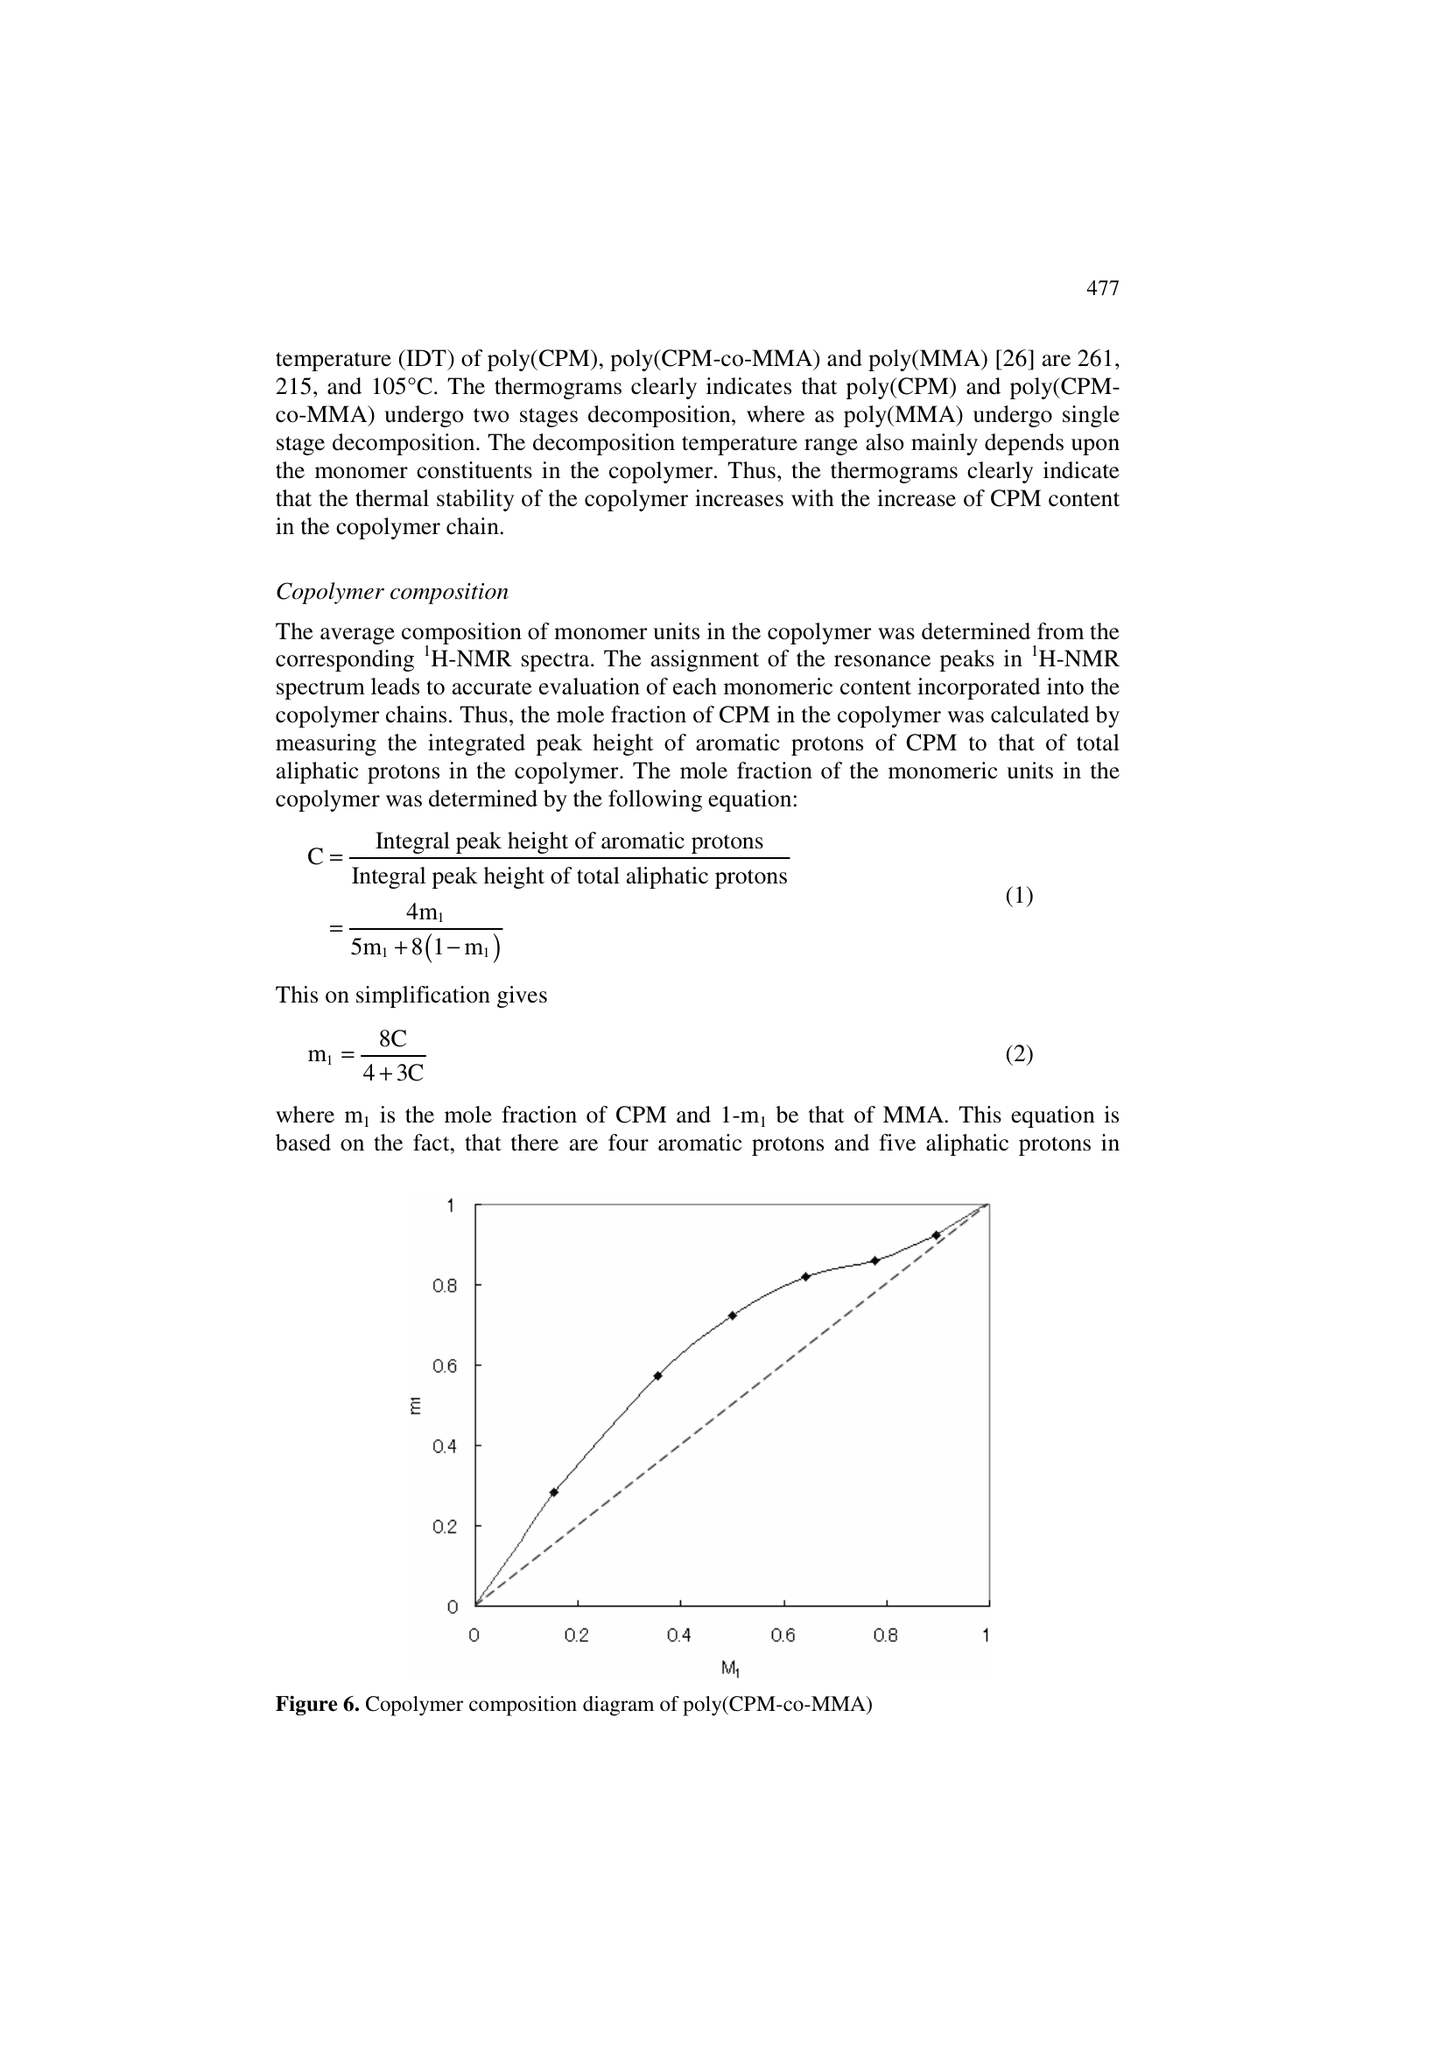 477
temperature (IDT) of poly(CPM), poly(CPM-co-MMA) and poly(MMA) [26] are 261,
215, and 105°C. The thermograms clearly indicates that poly(CPM) and poly(CPM-
co-MMA) undergo two stages decomposition, where as poly(MMA) undergo single
stage decomposition. The decomposition temperature range also mainly depends upon
the monomer constituents in the copolymer. Thus, the thermograms clearly indicate
that the thermal stability of the copolymer increases with the increase of CPM content
in the copolymer chain.
Copolymer composition
The average composition of monomer units in the copolymer was determined from the
corresponding ¹H-NMR spectra. The assignment of the resonance peaks in ¹H-NMR
spectrum leads to accurate evaluation of each monomeric content incorporated into the
copolymer chains. Thus, the mole fraction of CPM in the copolymer was calculated by
measuring the integrated peak height of aromatic protons of CPM to that of total
aliphatic protons in the copolymer. The mole fraction of the monomeric units in the
copolymer was determined by the following equation:
C = Integral peak height of aromatic protons
Integral peak height of total aliphatic protons
(1)
= 4m₁
5m₁ + 8(1 − m₁)
This on simplification gives
m₁ = 8C
4 + 3C
(2)
where m₁ is the mole fraction of CPM and 1-m₁ be that of MMA. This equation is
based on the fact, that there are four aromatic protons and five aliphatic protons in
1
0.8
0.6
m1
0.4
0.2
0
0 0.2 0.4 0.6 0.8 1
M₁
Figure 6. Copolymer composition diagram of poly(CPM-co-MMA)